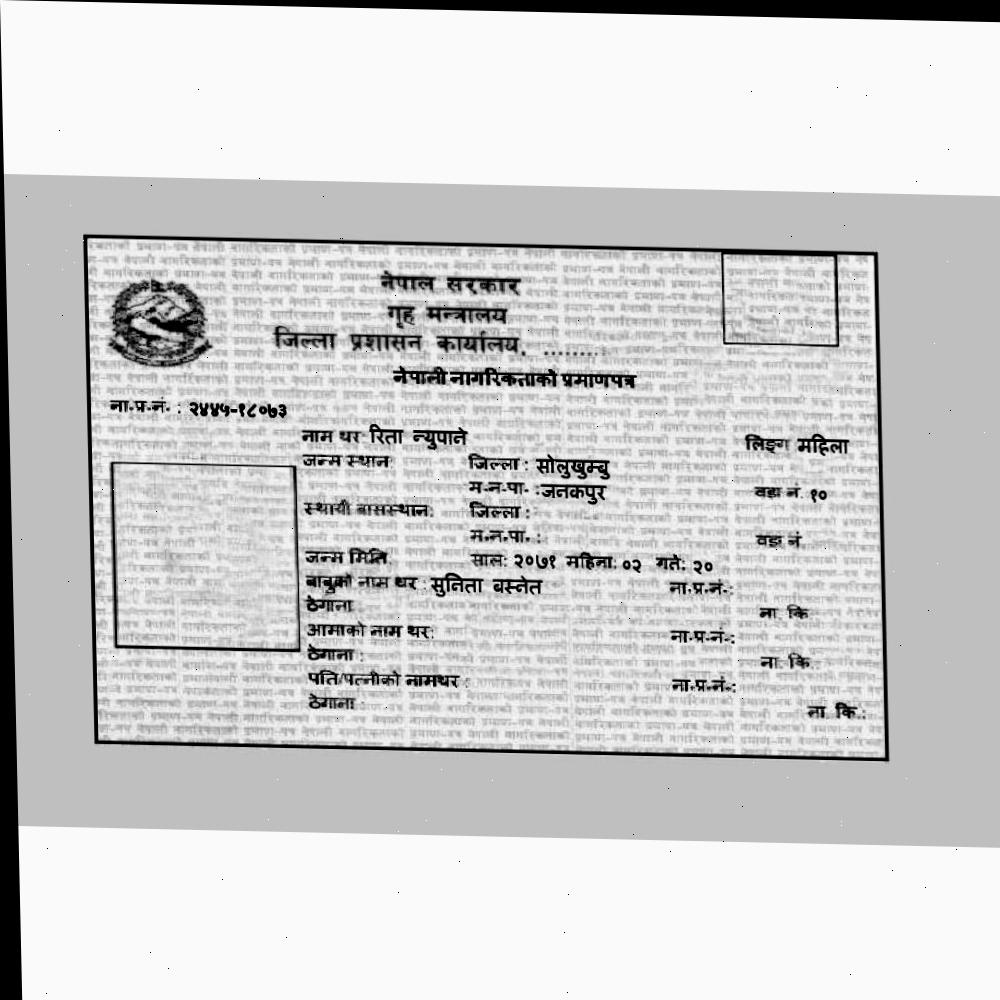 नेपाल सरकार
गृह मन्त्रालय
जिल्ला प्रशासन कार्यालय, ........
नेपाली नागरिकताको प्रमाणपत्र
ना.प्र.नं. : २४४५-१८०७३
नाम थर रिता न्युपाने लिङ्ग महिला
जन्म स्थान: जिल्ला : सोलुखुम्बु
म.न.पा. :जनकपुर वडा नं. १०
स्थायी बासस्थान: जिल्ला :
म.न.पा. : वडा नं
जन्म मिति: साल: २०७१ महिना: ०२ गते: २०
बाबुको नाम थर : सुनिता बस्नेत ना.प्र.नं.:
ठेगाना ना. कि
आमाको नाम थर: ना.प्र.नं.:
ठेगाना : ना. कि.:
पति/पत्नीको नामथर : ना.प्र.नं.:
ठेगाना ना. कि.: